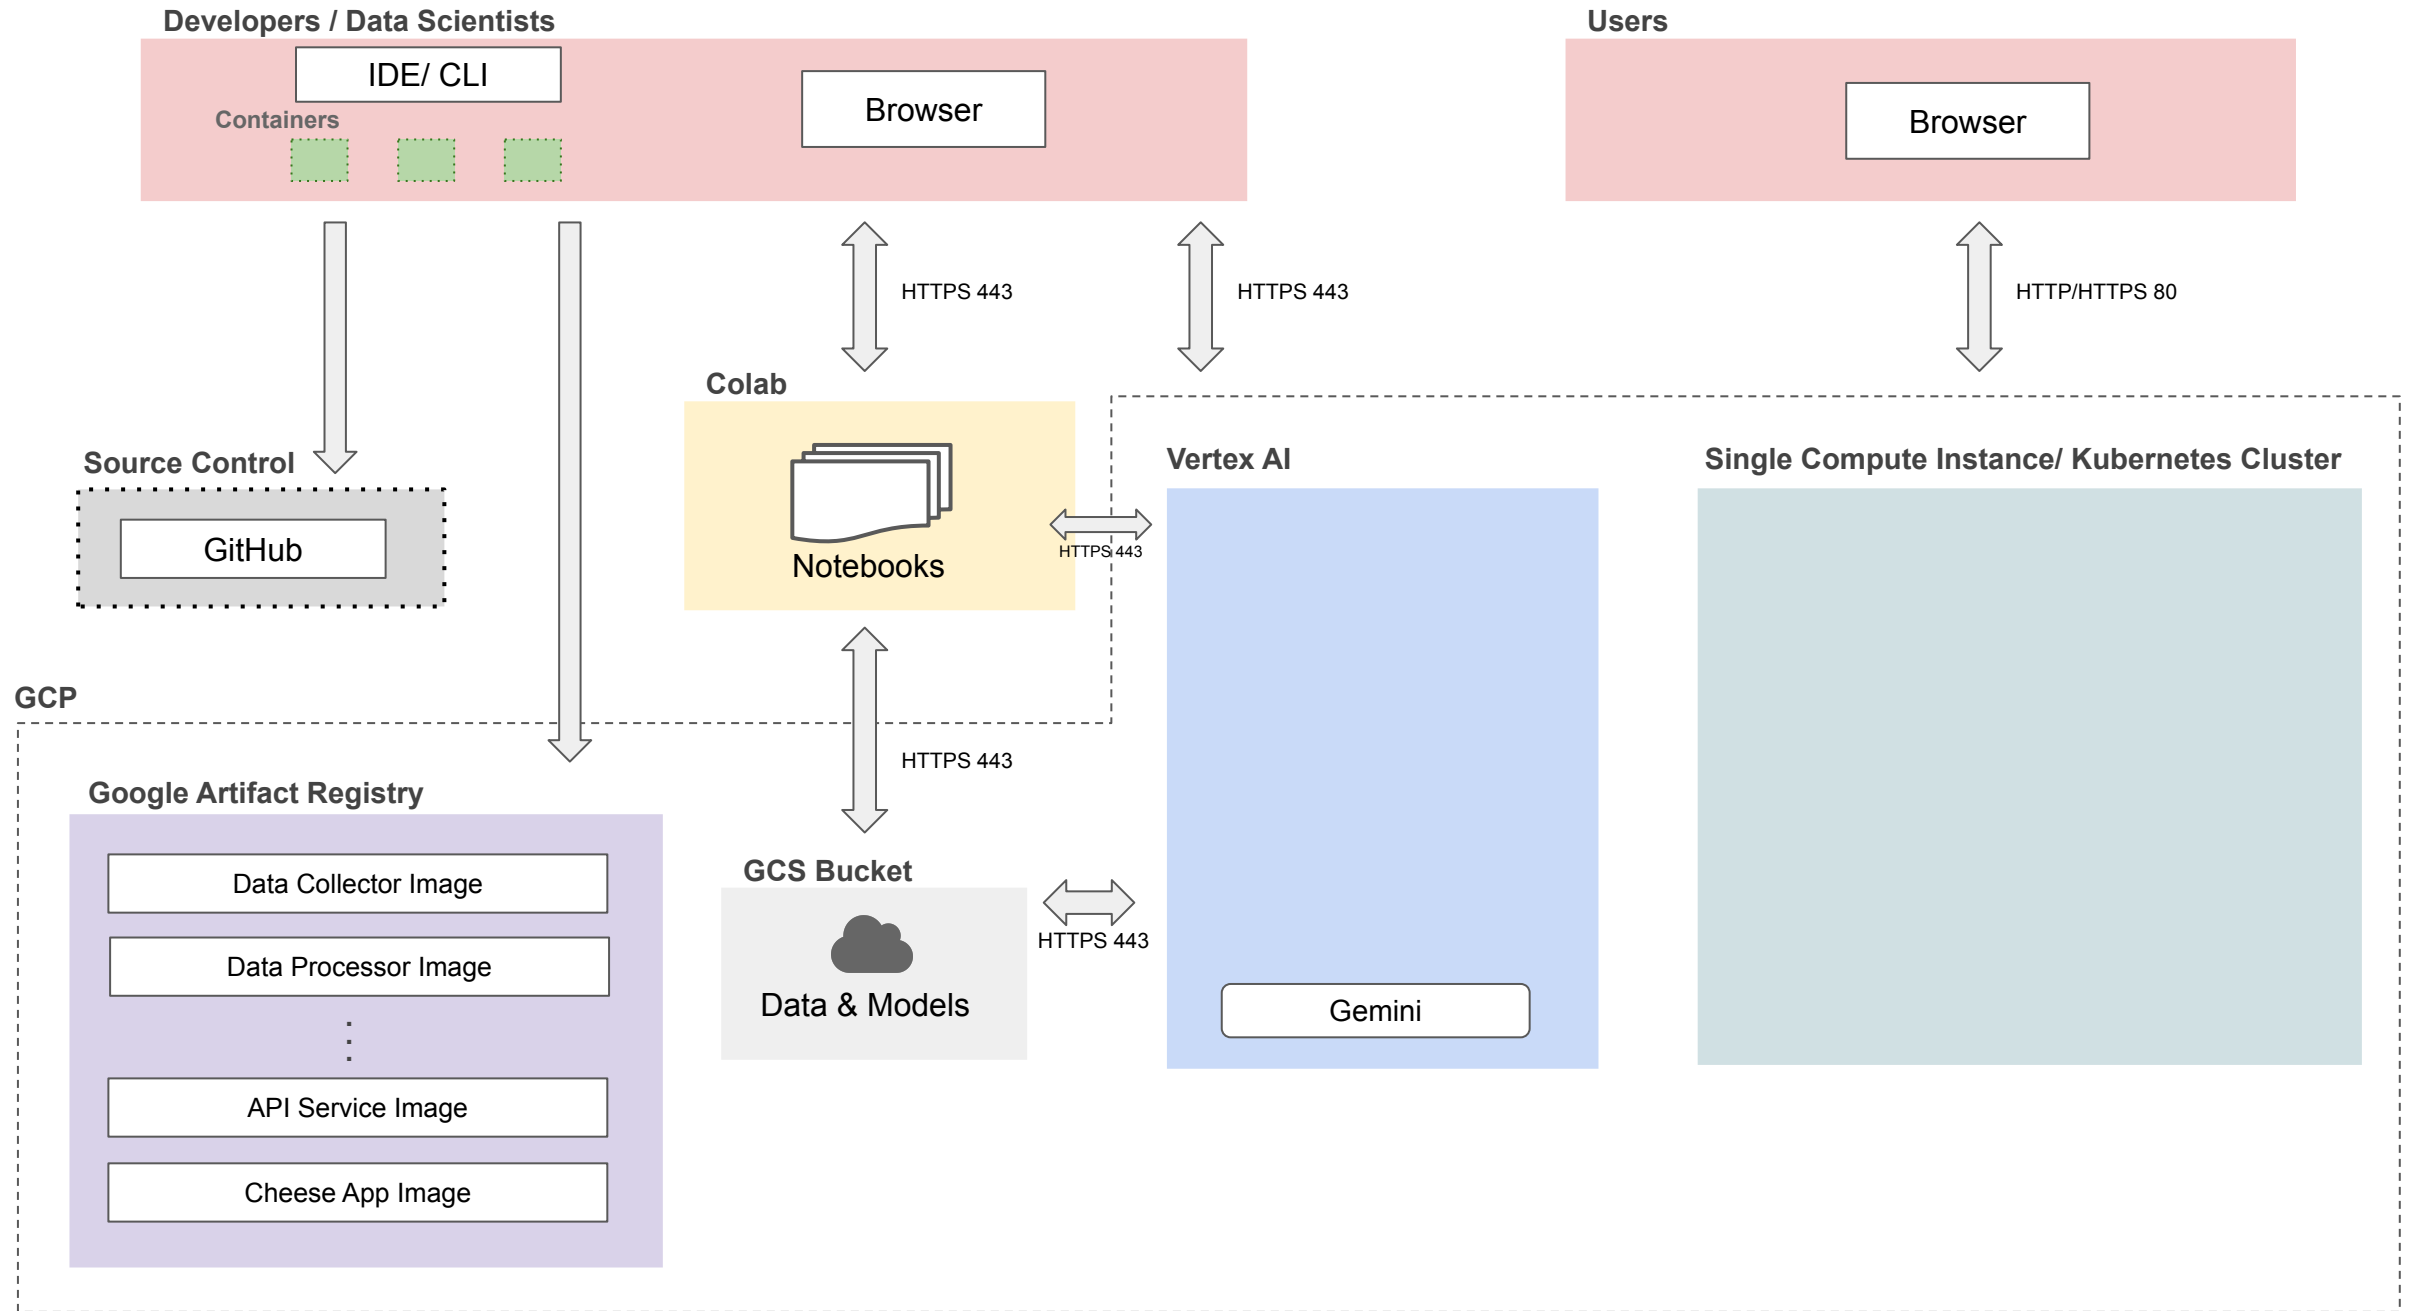 Developers / Data Scientists
Users
IDE/ CLI
Browser
Browser
Containers
HTTPS 443
HTTPS 443
HTTP/HTTPS 80
Colab
Source Control
Vertex AI
Single Compute Instance/ Kubernetes Cluster
GitHub
Notebooks
HTTPS 443
GCP
HTTPS 443
Google Artifact Registry
GCS Bucket
Data Collector Image
HTTPS 443
Data Processor Image
Data & Models
Gemini
API Service Image
Cheese App Image